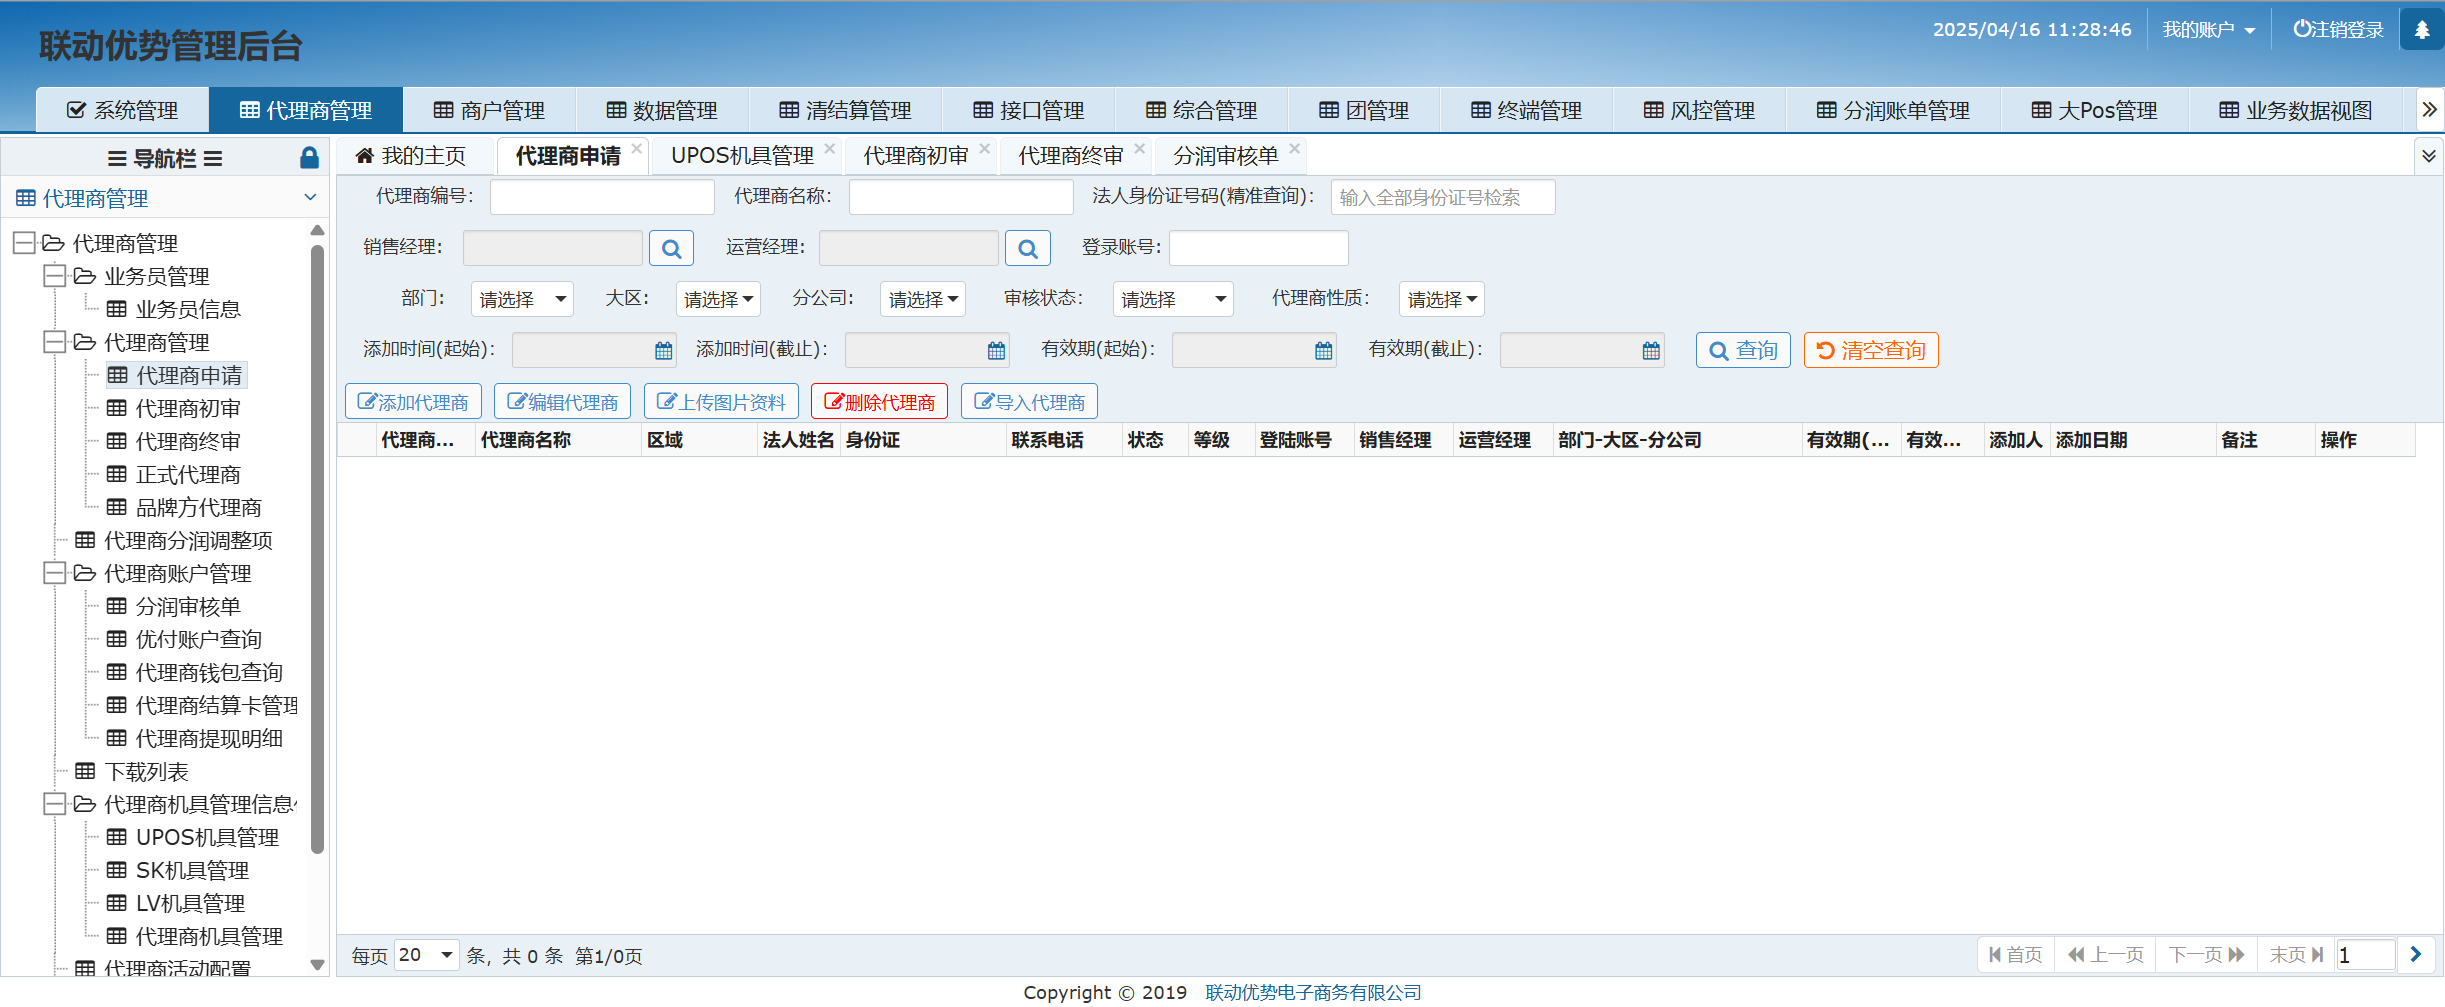 联动优势管理后台
2025/04/16 11:28:46 我的账户 注销登录
系统管理 代理商管理 商户管理 数据管理 清结算管理 接口管理 综合管理 团管理 终端管理 风控管理 分润账单管理 大Pos管理 业务数据视图
导航栏
代理商管理
代理商管理
业务员管理
业务员信息
代理商管理
代理商申请
代理商初审
代理商终审
正式代理商
品牌方代理商
代理商分润调整项
代理商账户管理
分润审核单
优付账户查询
代理商钱包查询
代理商结算卡管理
代理商提现明细
下载列表
代理商机具管理信息
UPOS机具管理
SK机具管理
LV机具管理
代理商机具管理
代理商活动配置
我的主页 代理商申请 UPOS机具管理 代理商初审 代理商终审 分润审核单
代理商编号: 代理商名称: 法人身份证号码(精准查询): 输入全部身份证号检索
销售经理: 运营经理: 登录账号:
部门: 请选择 大区: 请选择 分公司: 请选择 审核状态: 请选择 代理商性质: 请选择
添加时间(起始): 添加时间(截止): 有效期(起始): 有效期(截止): 查询 清空查询
添加代理商 编辑代理商 上传图片资料 删除代理商 导入代理商
代理商... 代理商名称 区域 法人姓名 身份证 联系电话 状态 等级 登陆账号 销售经理 运营经理 部门-大区-分公司 有效期(... 有效... 添加人 添加日期 备注 操作
每页 20 条, 共 0 条 第1/0页 首页 上一页 下一页 末页 1
Copyright © 2019 联动优势电子商务有限公司